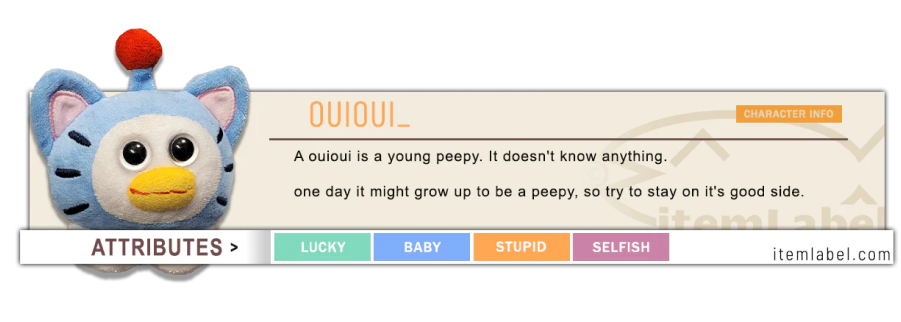 OUIOUI_
CHARACTER INFO
A ouioui is a young peepy. It doesn't know anything.
one day it might grow up to be a peepy, so try to stay on it's good side.
itemLabel
ATTRIBUTES >
LUCKY
BABY
STUPID
SELFISH
itemlabel.com